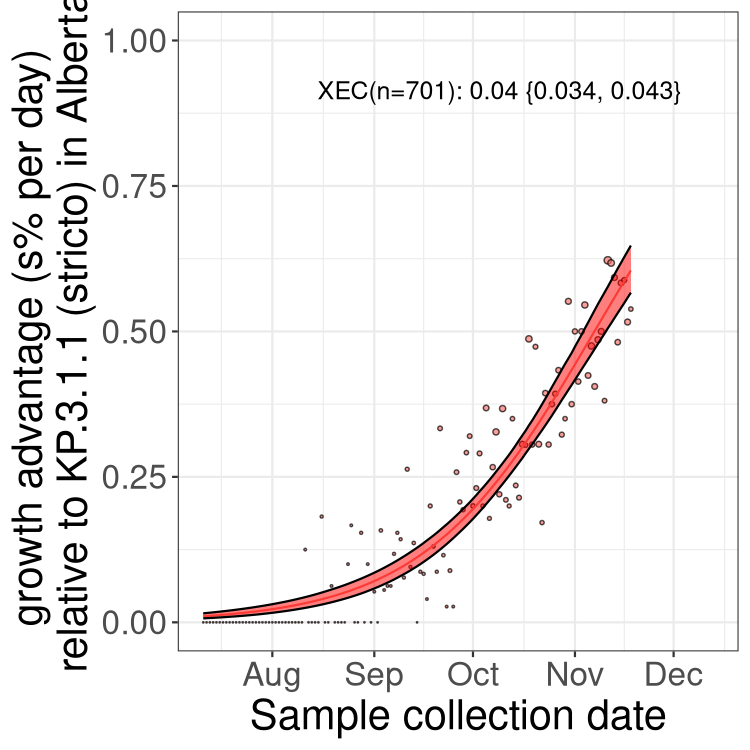 growth advantage (s% per day)
relative to KP.3.1.1 (stricto) in Alberta
1.00
0.75
0.50
0.25
0.00
XEC(n=701): 0.04 {0.034, 0.043}
Aug Sep Oct Nov Dec
Sample collection date